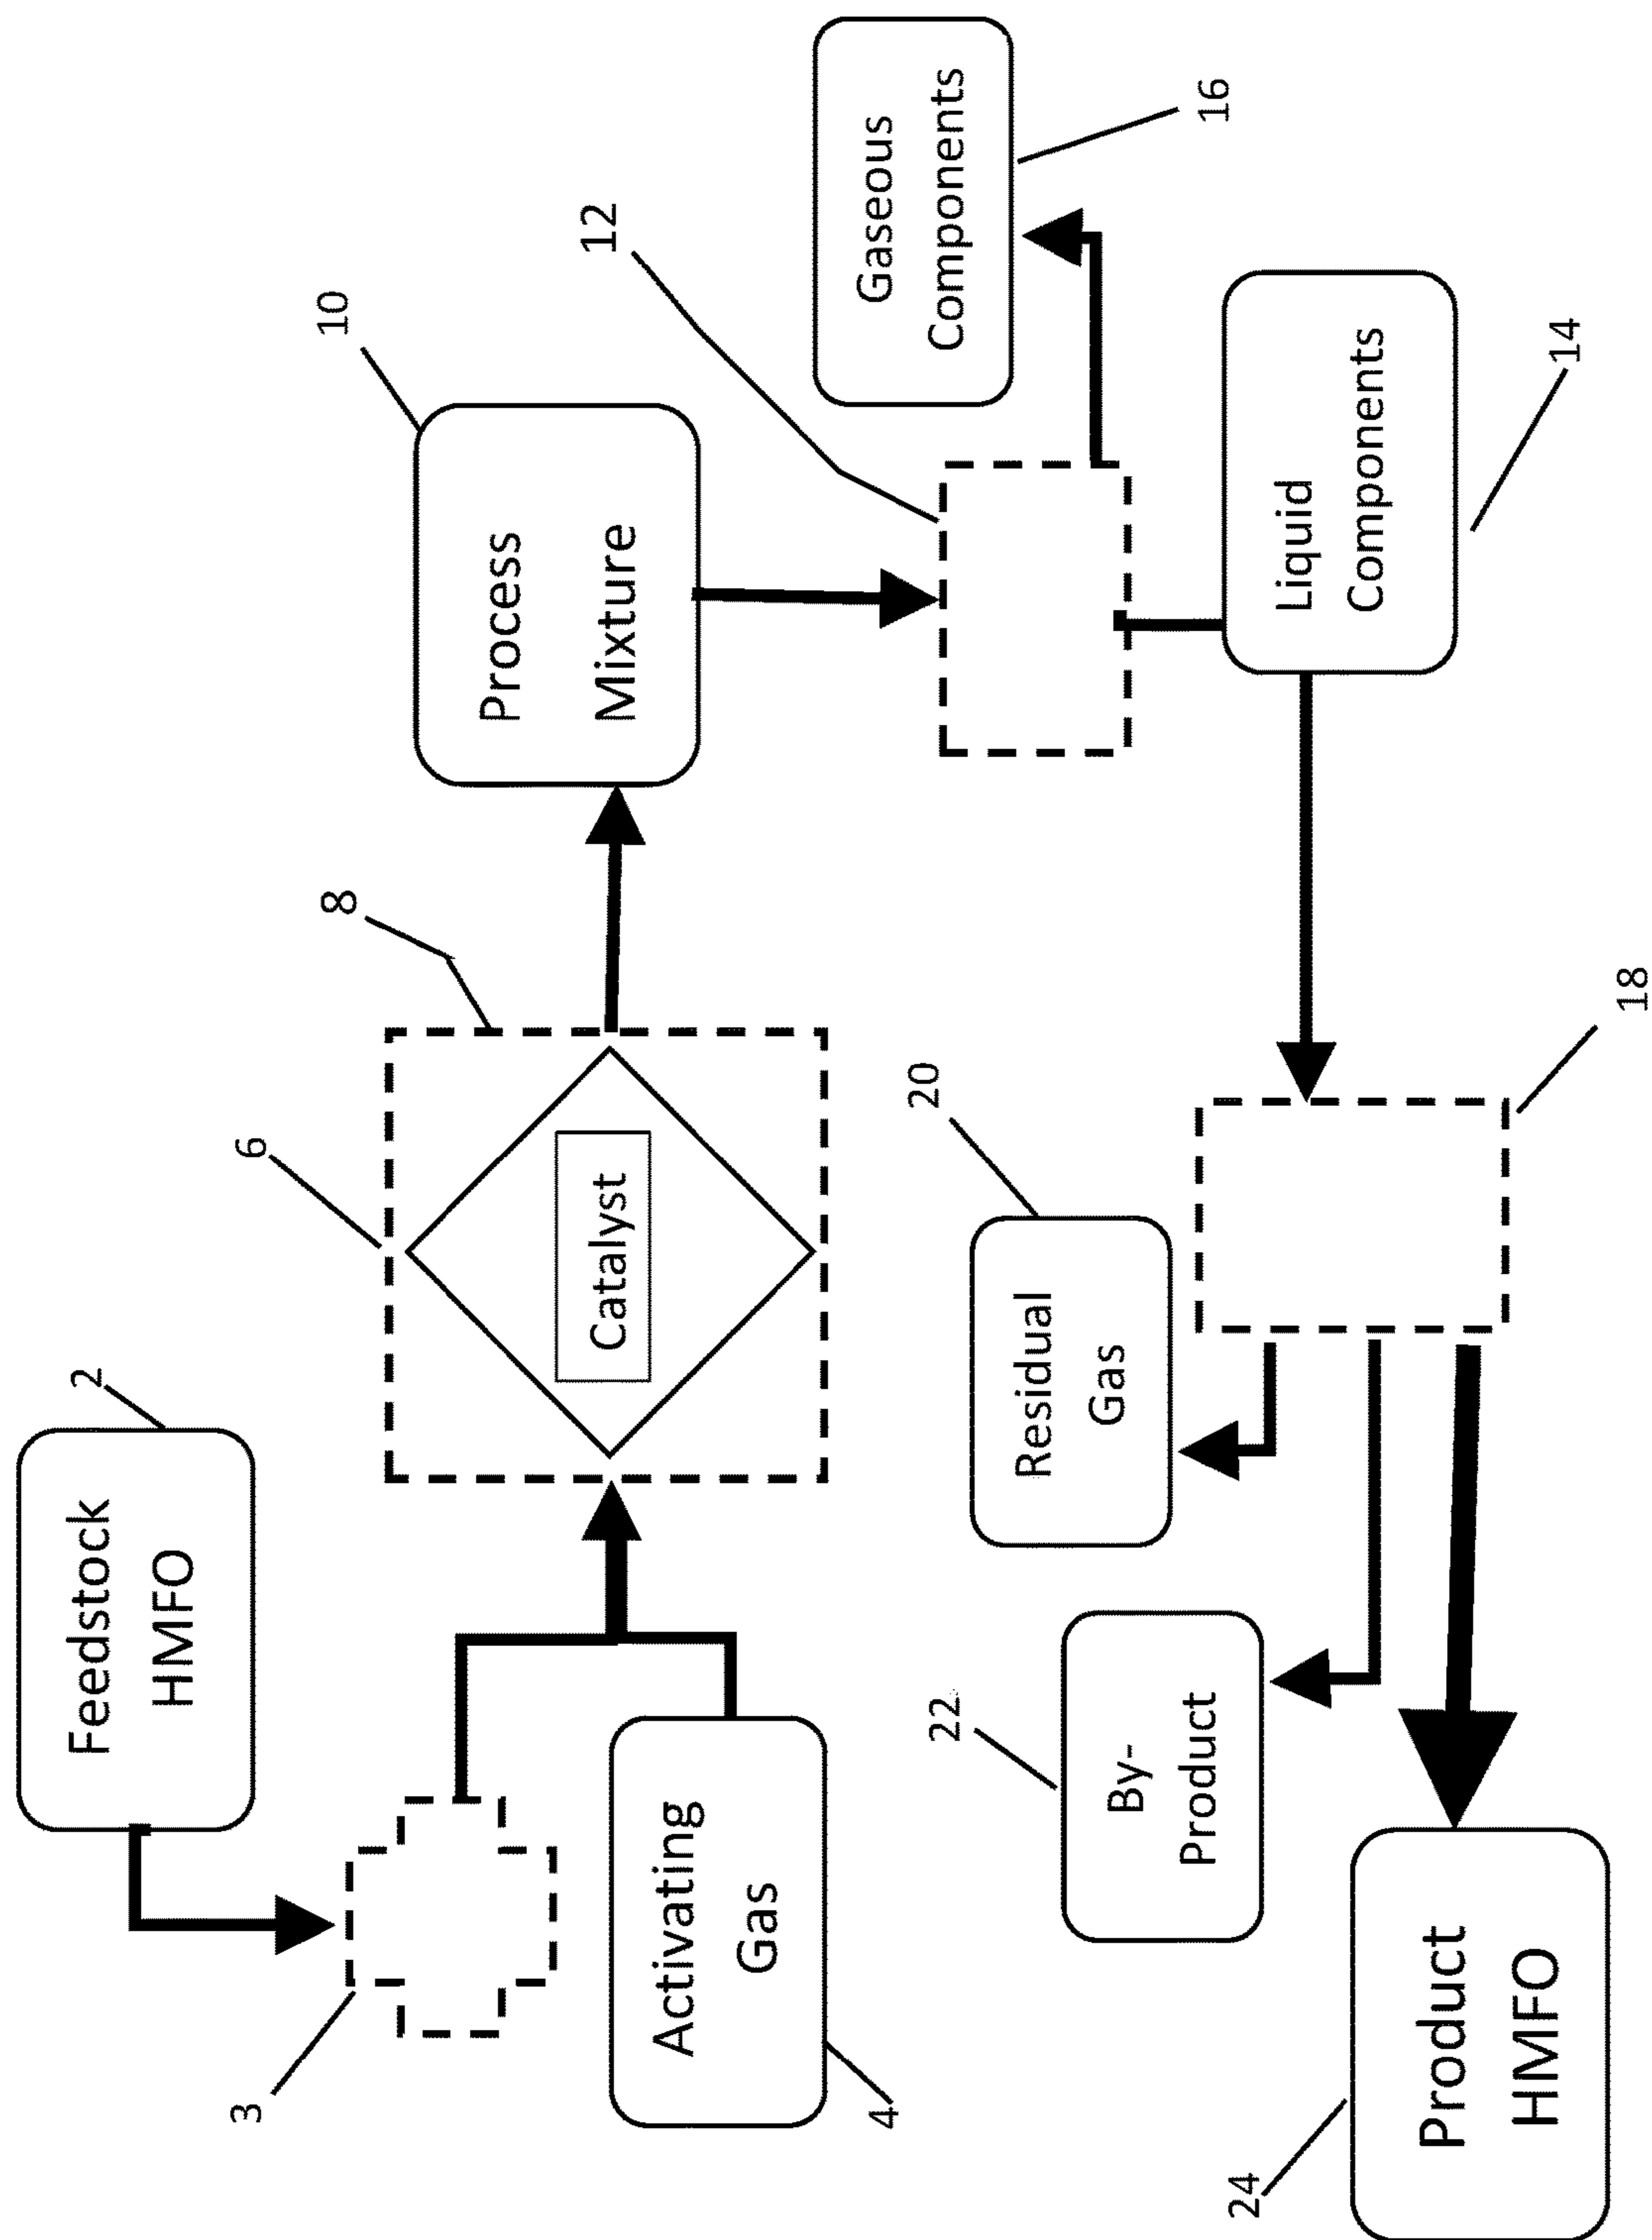 2
Feedstock
HMFO
3
Activating
Gas
4
6
8
Catalyst
10
Process
Mixture
12
Gaseous
Components
16
Liquid
Components
14
18
20
Residual
Gas
22
By-
Product
24
Product
HMFO